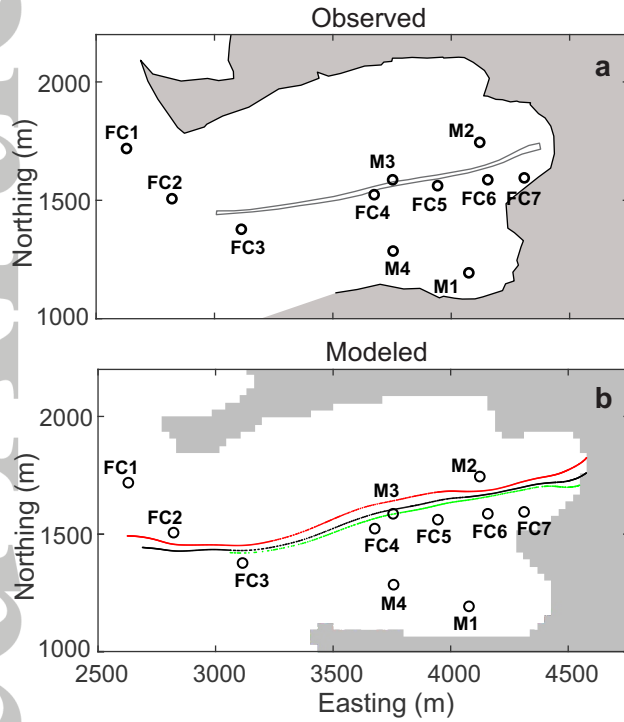 Observed
a
2000
1500
1000
Northing (m)
FC1
FC2
FC3
M3
FC4
M2
FC5
FC6
FC7
M4
M1
Modeled
b
2000
1500
1000
Northing (m)
FC1
FC2
FC3
M3
FC4
M2
FC5
FC6
FC7
M4
M1
2500 3000 3500 4000 4500
Easting (m)